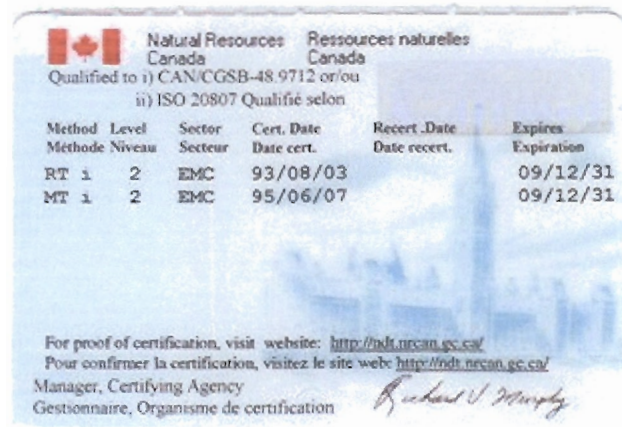 Natural Resources Ressources naturelles
Canada Canada
Qualified to i) CAN/CGSB-48.9712 or/ou
ii) ISO 20807 Qualifié selon
Method Level Sector Cert. Date Recert .Date Expires
Méthode Niveau Secteur Date cert. Date recert. Expiration
RT i 2 EMC 93/08/03 09/12/31
MT i 2 EMC 95/06/07 09/12/31
For proof of certification, visit website: http://ndt.nrcan.gc.ca/
Pour confirmer la certification, visitez le site web: http://ndt.nrcan.gc.ca/
Manager, Certifying Agency
Gestionnaire, Organisme de certification
Richard V. Murphy